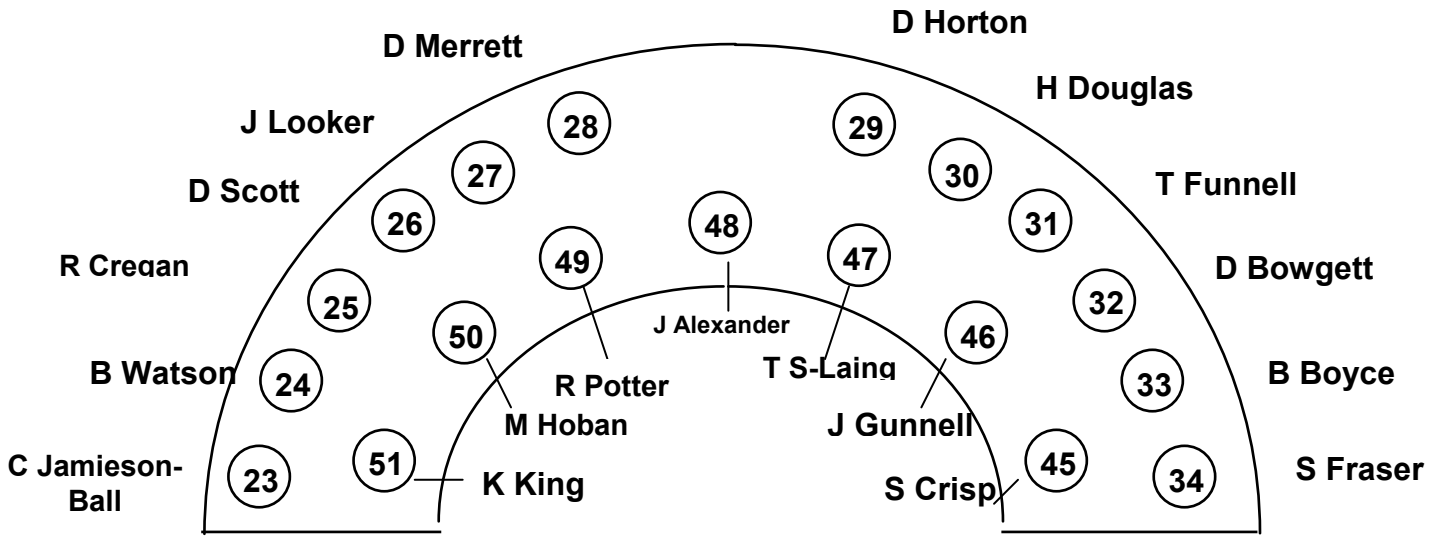 D Horton
D Merrett
H Douglas
J Looker
28
29
27
30
T Funnell
D Scott
26
31
48
49
47
R Cregan
D Bowgett
25
32
50
46
J Alexander
T S-Laing
B Watson
24
R Potter
33
B Boyce
M Hoban
J Gunnell
C Jamieson-
Ball
23
51
K King
S Crisp
45
34
S Fraser